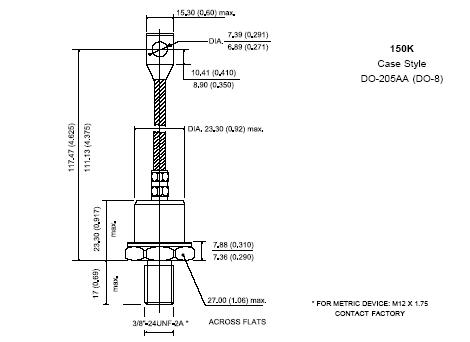 15.30 (0.60) max.
DIA.
7.39 (0.291)
6.89 (0.271)
150K
Case Style
DO-205AA (DO-8)
10.41 (0.410)
8.90 (0.350)
117.47 (4.625)
111.13 (4.375)
DIA. 23.30 (0.92) max.
23.30 (0.917)
max.
7.88 (0.310)
7.36 (0.290)
17 (0.69)
max.
27.00 (1.06) max.
ACROSS FLATS
3/8"-24UNF-2A *
* FOR METRIC DEVICE: M12 X 1.75
CONTACT FACTORY